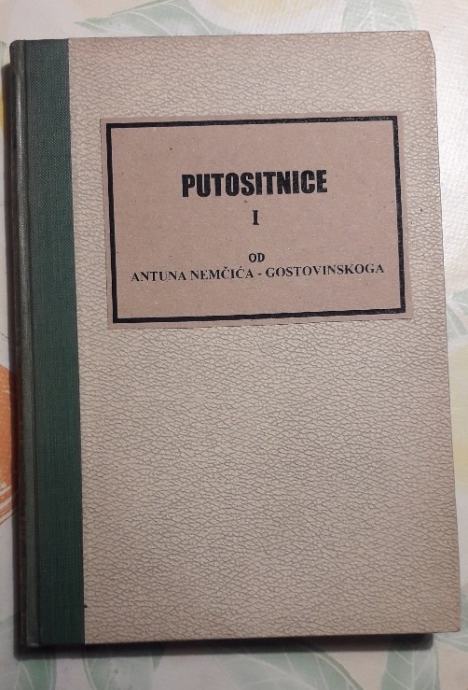 PUTOSITNICE
I
OD
ANTUNA NEMČIĆA - GOSTOVINSKOGA